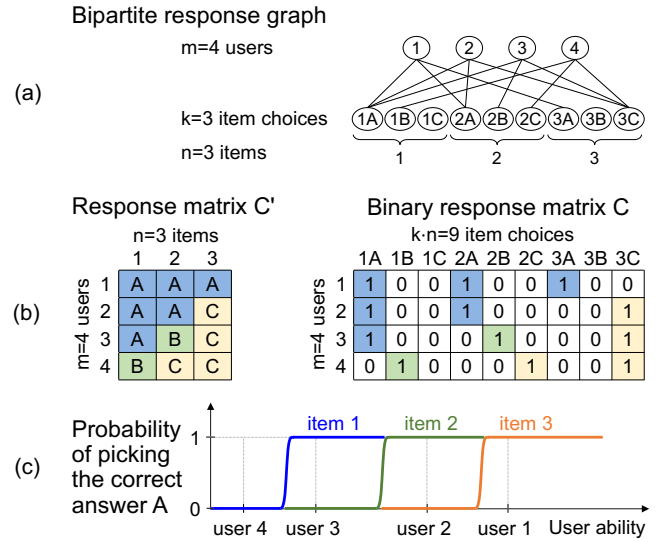 Bipartite response graph
m=4 users
1 2 3 4
(a)
k=3 item choices
1A 1B 1C 2A 2B 2C 3A 3B 3C
n=3 items
1 2 3
Response matrix C'
n=3 items
1 2 3
(b)
m=4 users
1 A A A
2 A A C
3 A B C
4 B C C
Binary response matrix C
k·n=9 item choices
1A 1B 1C 2A 2B 2C 3A 3B 3C
m=4 users
1 1 0 0 1 0 0 1 0 0
2 1 0 0 1 0 0 0 0 1
3 1 0 0 0 1 0 0 0 1
4 0 1 0 0 0 1 0 0 1
(c)
Probability
of picking
the correct
answer A
1
0
item 1 item 2 item 3
user 4 user 3 user 2 user 1 User ability